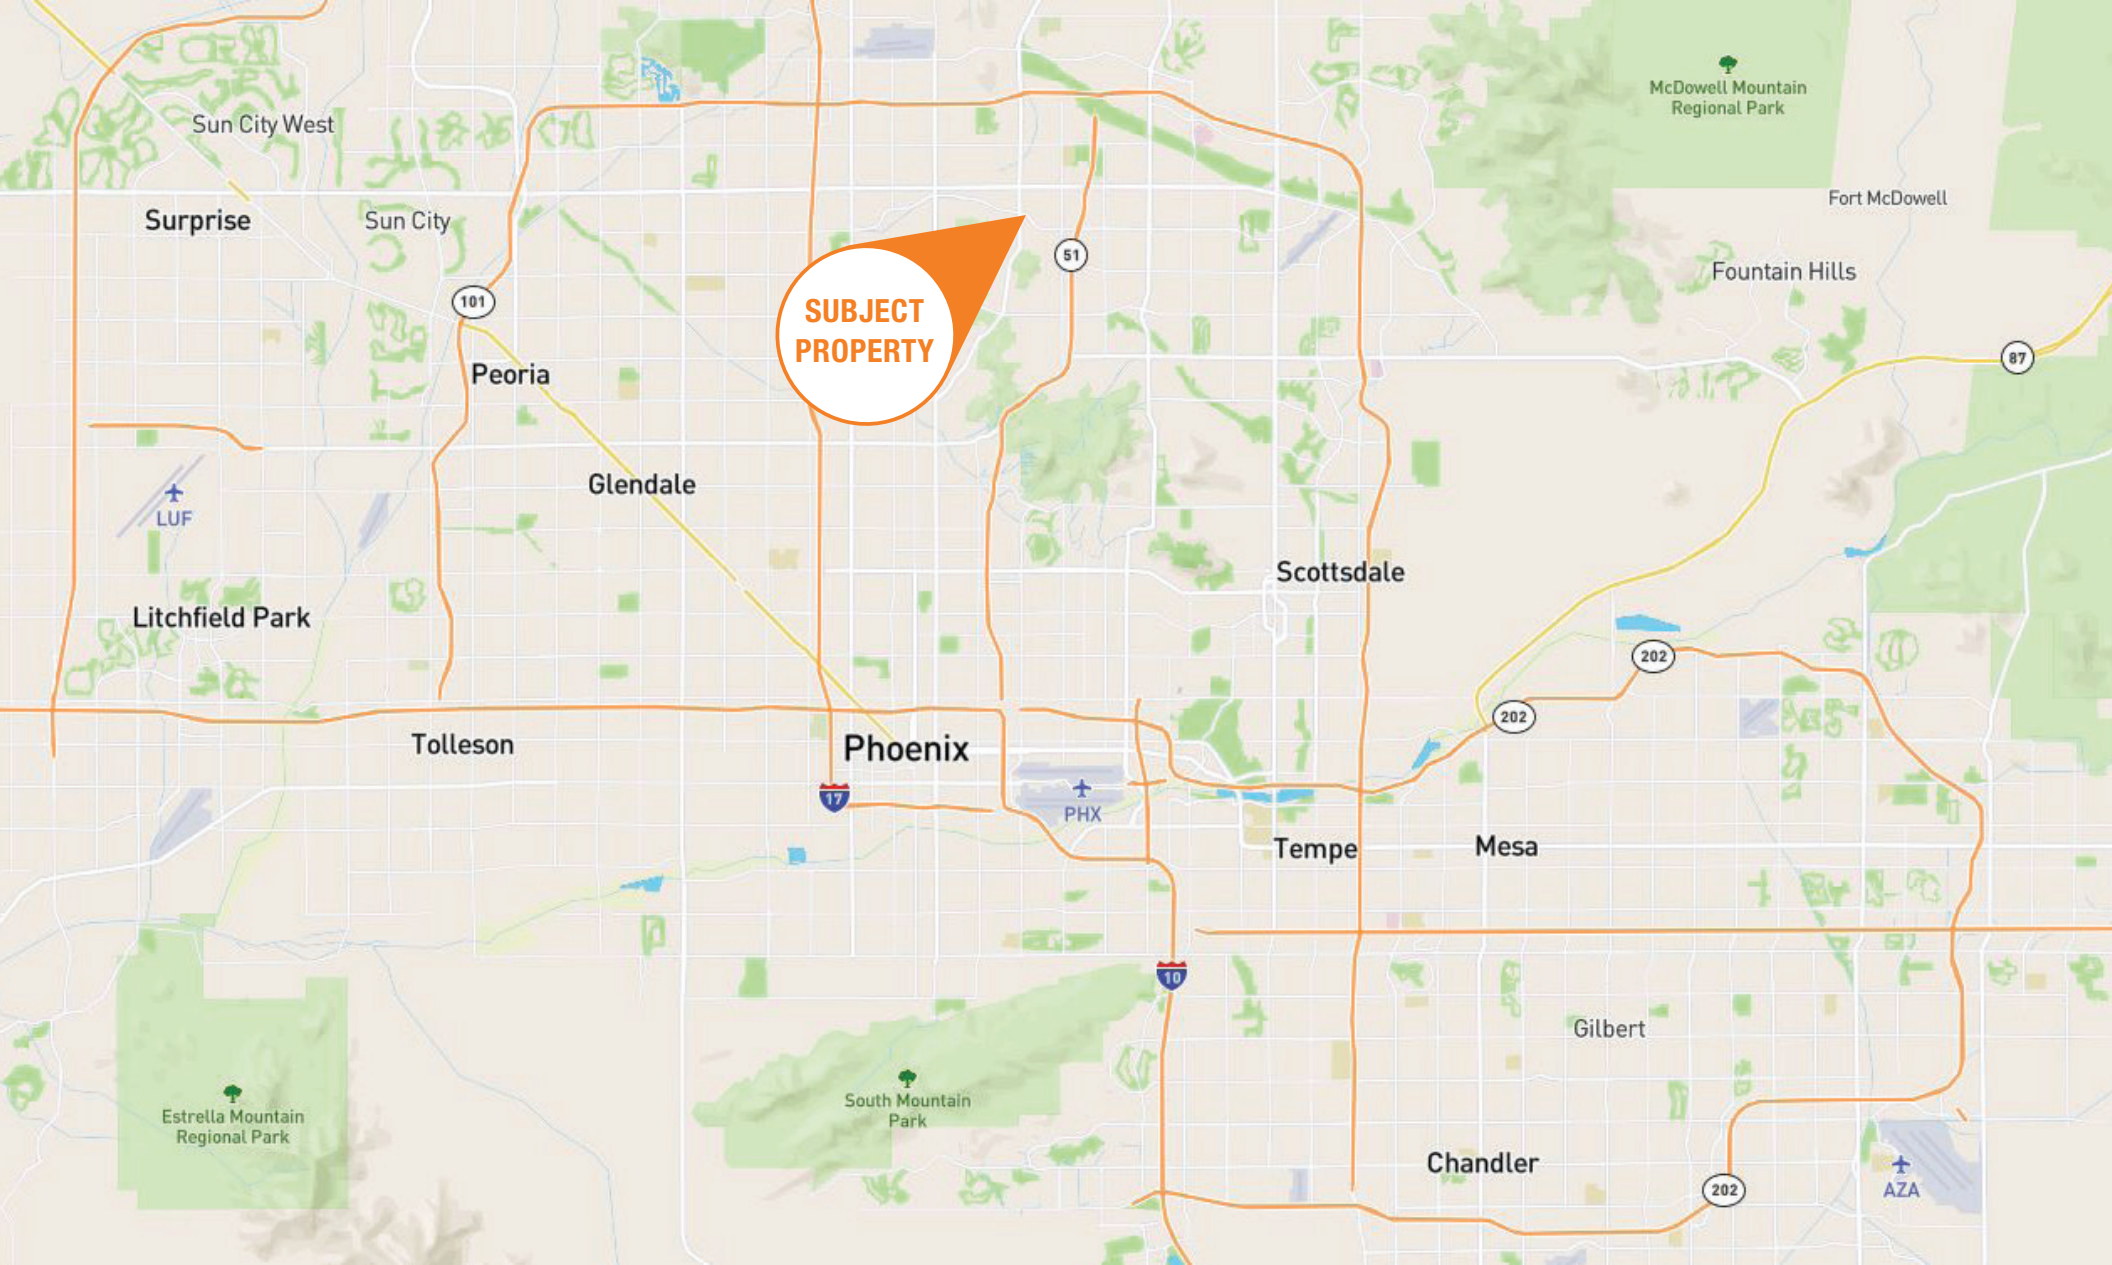 McDowell Mountain
Regional Park
Sun City West
Fort McDowell
Surprise
Sun City
51
Fountain Hills
101
SUBJECT
PROPERTY
87
Peoria
Glendale
LUF
Scottsdale
Litchfield Park
202
202
Tolleson
Phoenix
17
PHX
Tempe
Mesa
10
Gilbert
South Mountain
Park
Estrella Mountain
Regional Park
Chandler
202
AZA